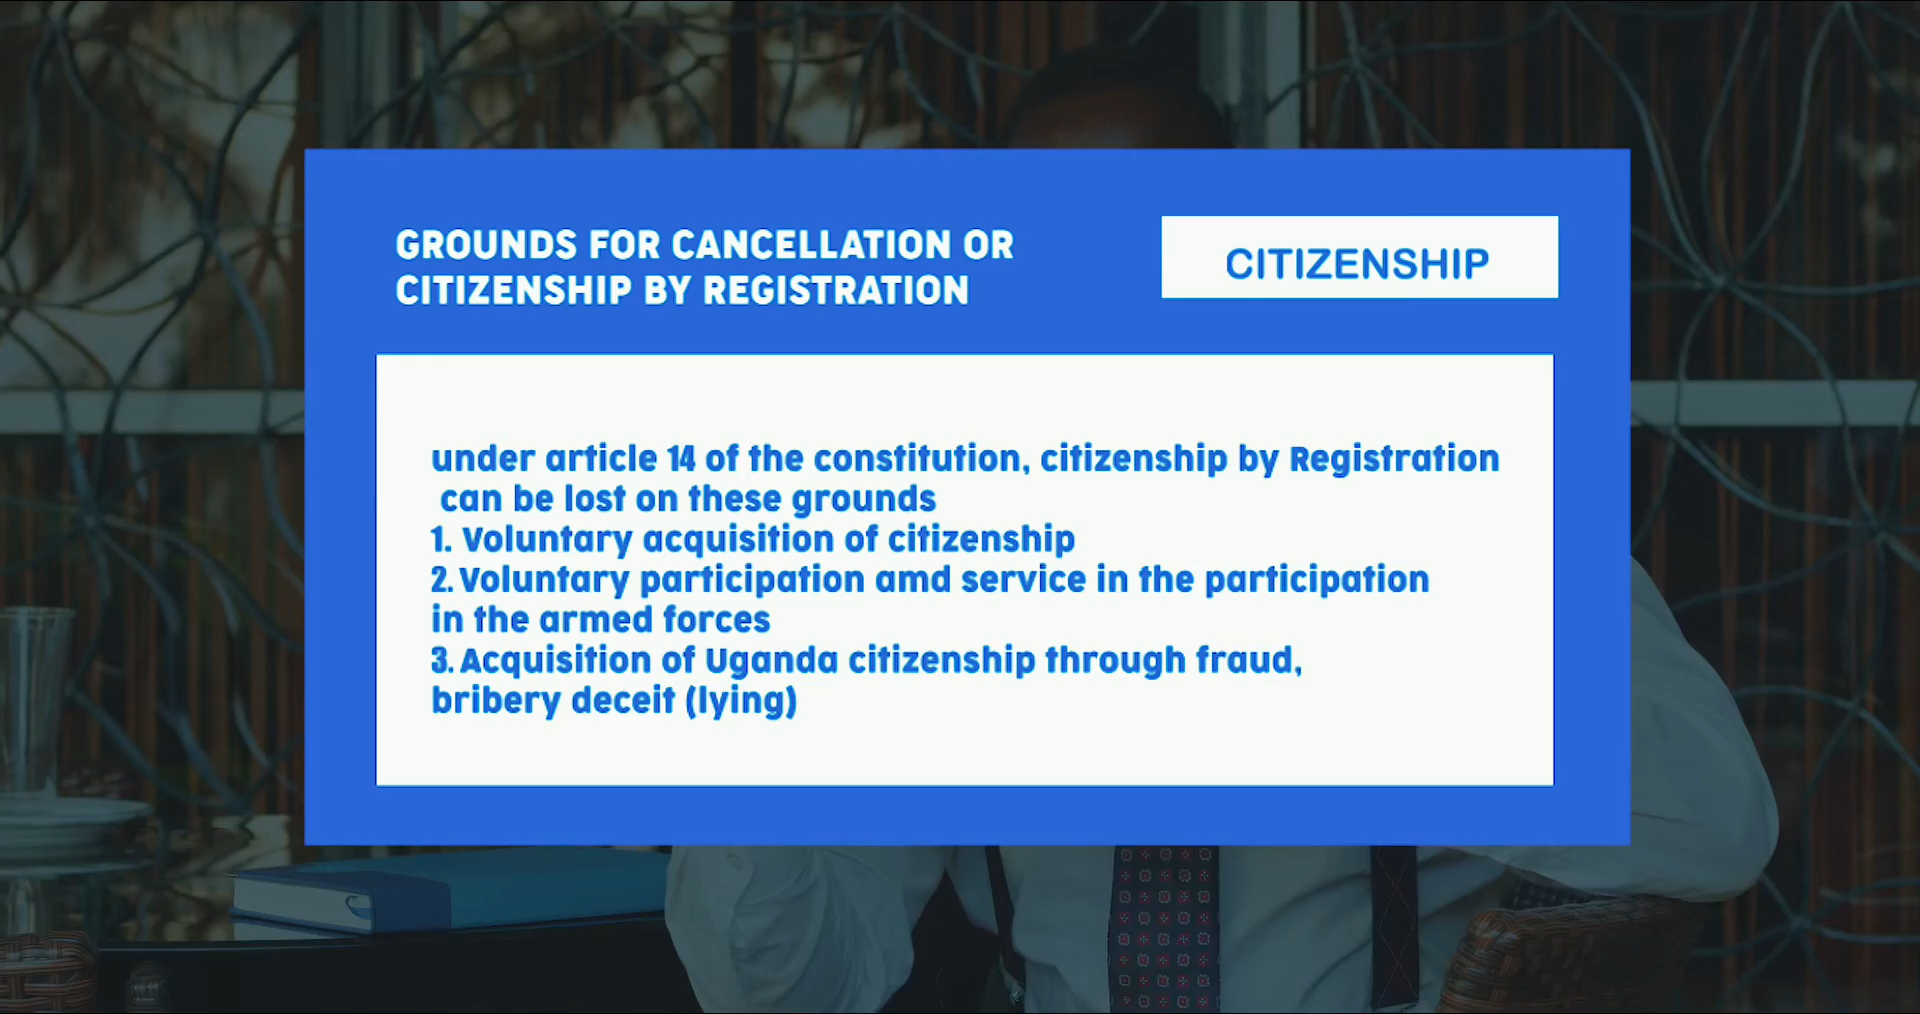 GROUNDS FOR CANCELLATION OR
CITIZENSHIP BY REGISTRATION
CITIZENSHIP
under article 14 of the constitution, citizenship by Registration
can be lost on these grounds
1. Voluntary acquisition of citizenship
2. Voluntary participation amd service in the participation
in the armed forces
3. Acquisition of Uganda citizenship through fraud,
bribery deceit (lying)